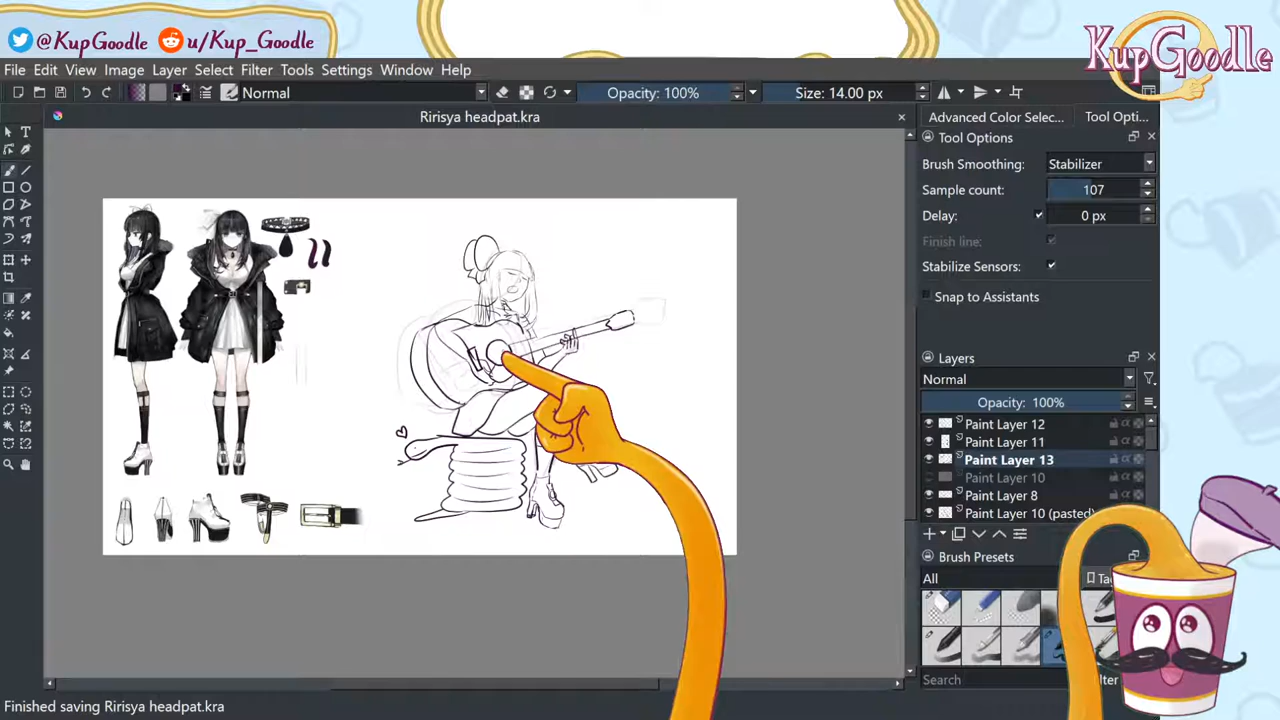 @KupGoodle
u/Kup_Goodle
KupGoodle
File Edit View Image Layer Select Filter Tools Settings Window Help
Normal
Opacity: 100%
Size: 14.00 px
Ririsya headpat.kra
Advanced Color Selec...
Tool Opti...
Tool Options
Brush Smoothing:
Stabilizer
Sample count:
107
Delay:
0 px
Finish line:
Stabilize Sensors:
Snap to Assistants
Layers
Normal
Opacity: 100%
Paint Layer 12
Paint Layer 11
Paint Layer 13
Paint Layer 10
Paint Layer 8
Paint Layer 10 (pasted)
Brush Presets
All
Search
Finished saving Ririsya headpat.kra